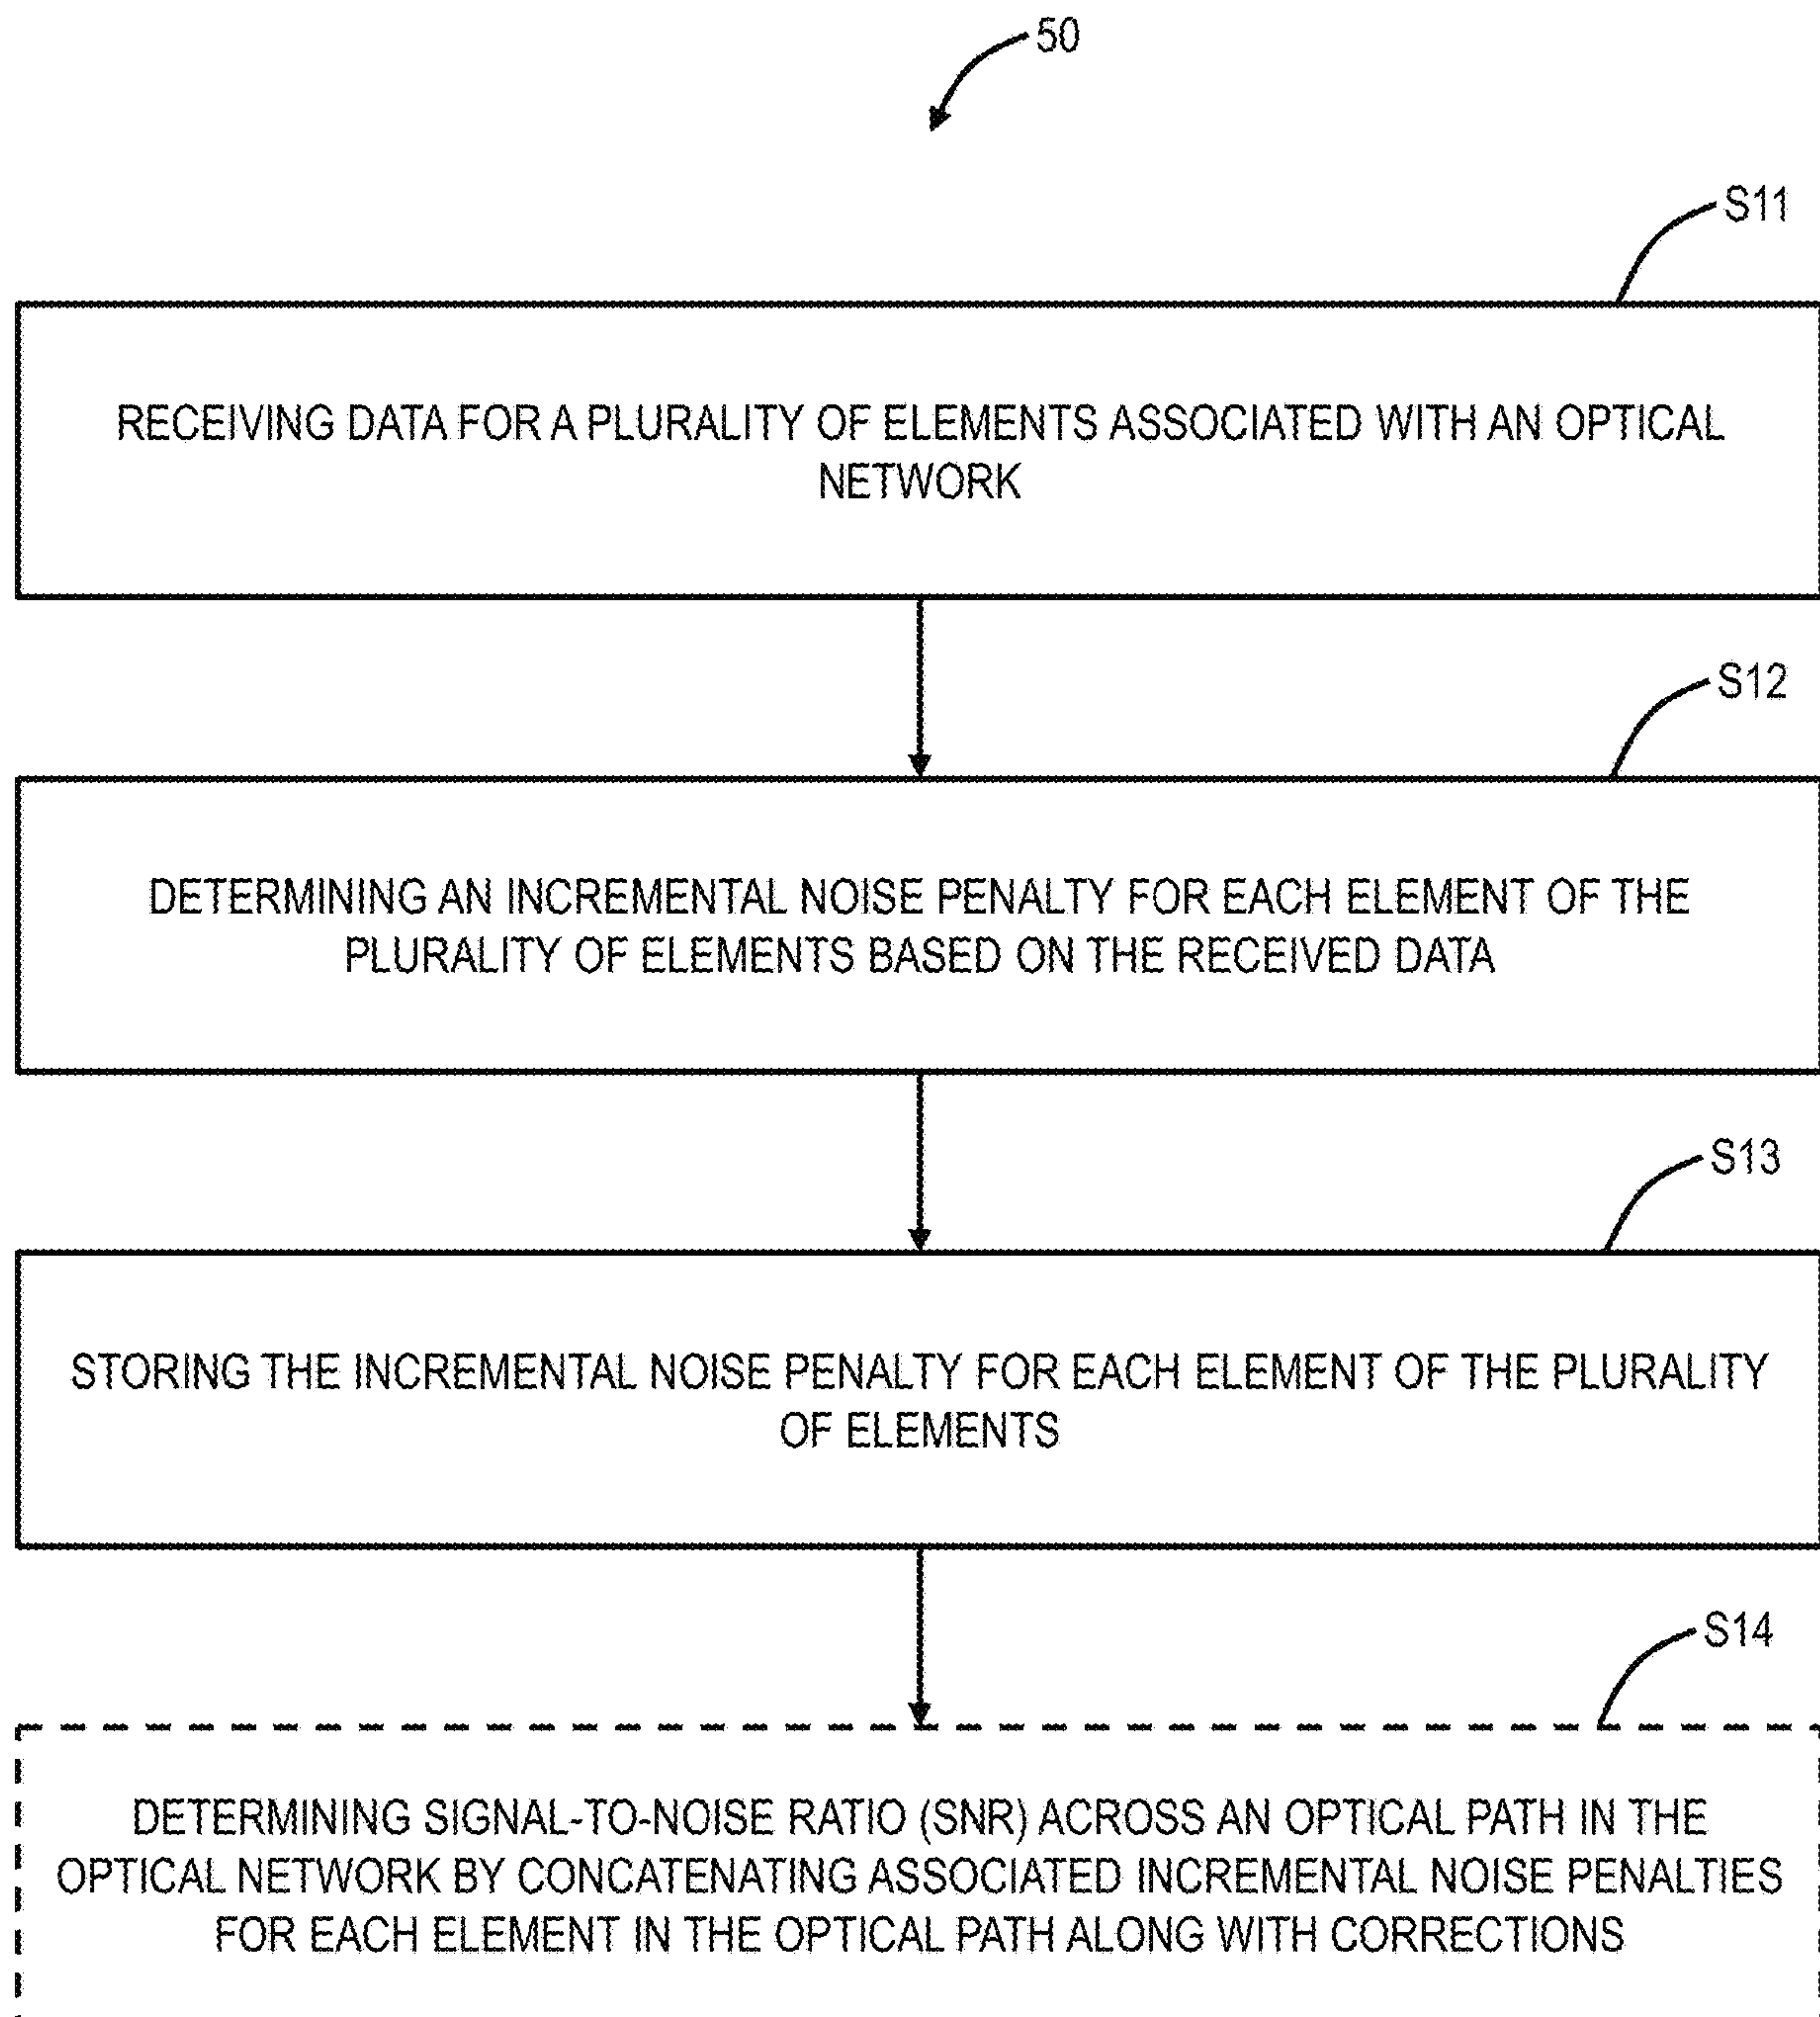 50
S11
RECEIVING DATA FOR A PLURALITY OF ELEMENTS ASSOCIATED WITH AN OPTICAL
NETWORK
S12
DETERMINING AN INCREMENTAL NOISE PENALTY FOR EACH ELEMENT OF THE
PLURALITY OF ELEMENTS BASED ON THE RECEIVED DATA
S13
STORING THE INCREMENTAL NOISE PENALTY FOR EACH ELEMENT OF THE PLURALITY
OF ELEMENTS
S14
DETERMINING SIGNAL-TO-NOISE RATIO (SNR) ACROSS AN OPTICAL PATH IN THE
OPTICAL NETWORK BY CONCATENATING ASSOCIATED INCREMENTAL NOISE PENALTIES
FOR EACH ELEMENT IN THE OPTICAL PATH ALONG WITH CORRECTIONS